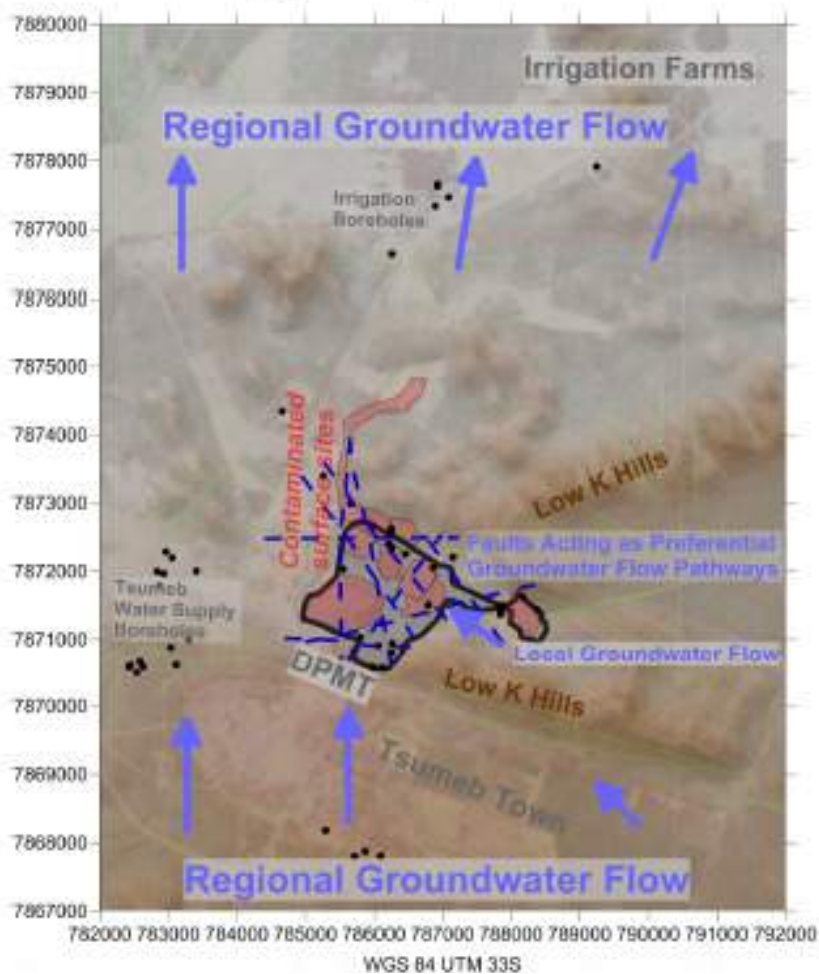 7880000
Irrigation Farms
7879000
Regional Groundwater Flow
7878000
Irrigation
Boreholes
7877000
7876000
7875000
Contaminated
surface sites
7874000
Low K Hills
7873000
Faults Acting as Preferential
Groundwater Flow Pathways
7872000
Tsumeb
Water Supply
Boreholes
7871000
Local Groundwater Flow
DPMT
Low K Hills
7870000
Tsumeb Town
7869000
7868000
Regional Groundwater Flow
7867000
782000 783000 784000 785000 786000 787000 788000 789000 790000 791000 792000
WGS 84 UTM 33S